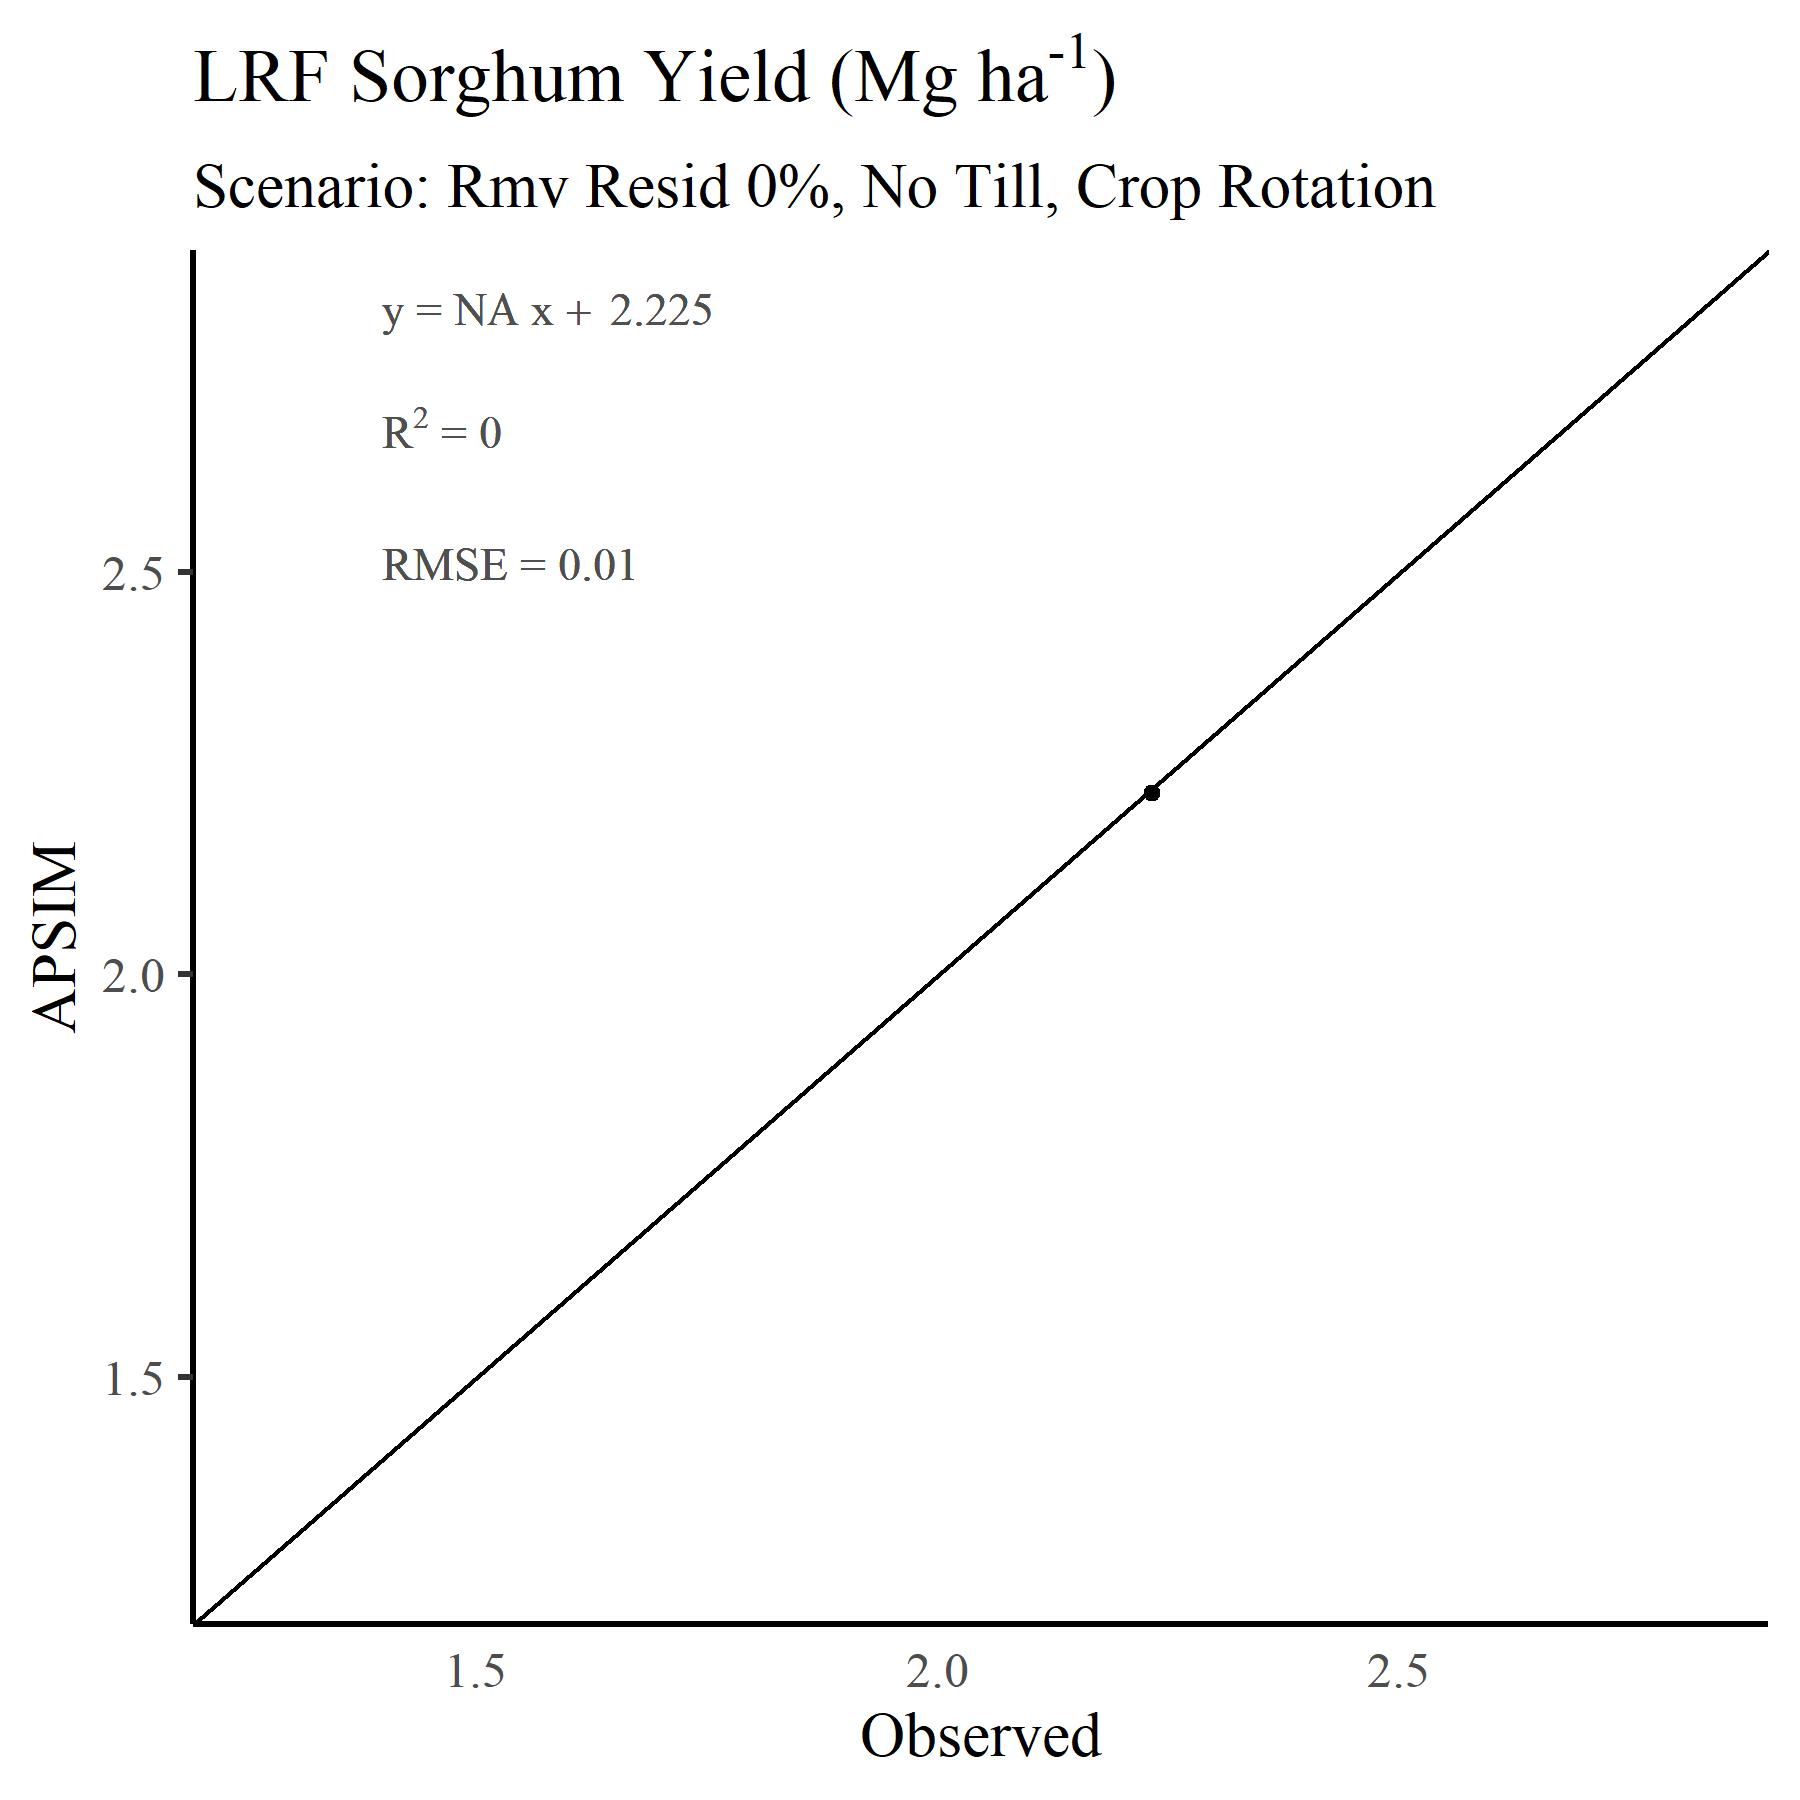 LRF Sorghum Yield (Mg ha⁻¹)
Scenario: Rmv Resid 0%, No Till, Crop Rotation
y = NA x + 2.225
R² = 0
RMSE = 0.01
2.5
2.0
1.5
APSIM
1.5 2.0 2.5
Observed